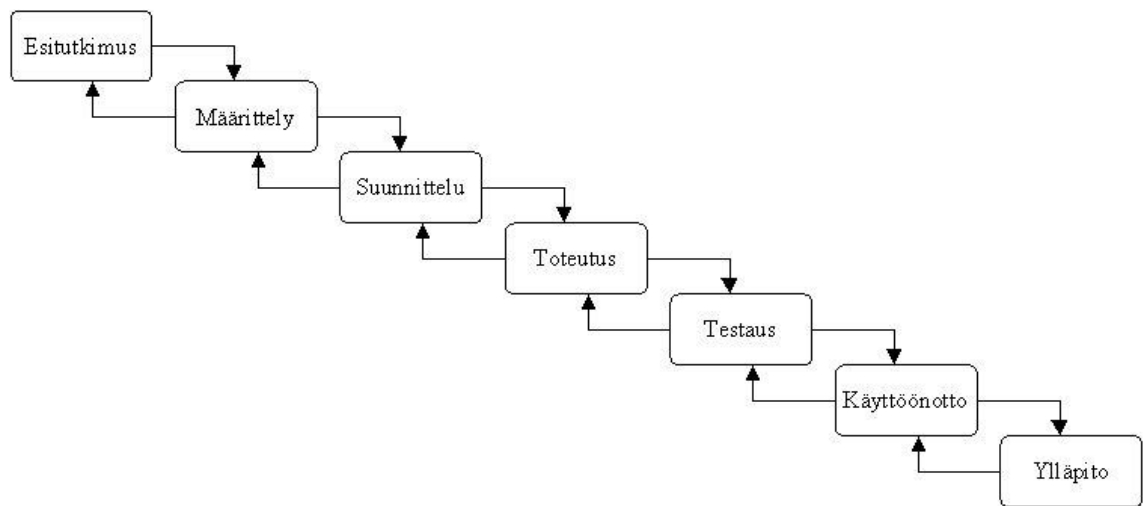 Esitutkimus
Määrittely
Suunnittelu
Toteutus
Testaus
Käyttöönotto
Ylläpito